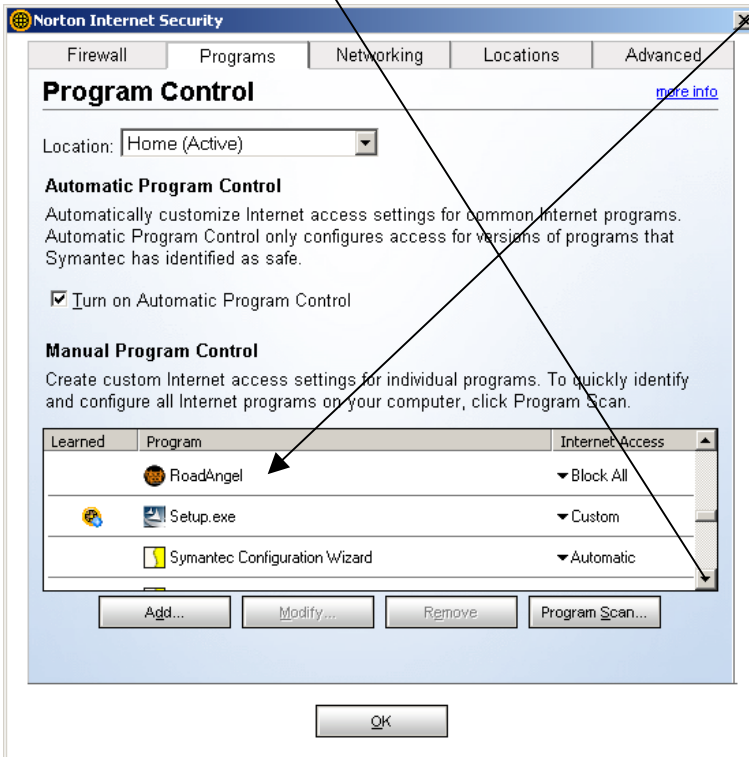 Norton Internet Security
Firewall Programs Networking Locations Advanced
Program Control more info
Location: Home (Active)
Automatic Program Control
Automatically customize Internet access settings for common Internet programs.
Automatic Program Control only configures access for versions of programs that
Symantec has identified as safe.
Turn on Automatic Program Control
Manual Program Control
Create custom Internet access settings for individual programs. To quickly identify
and configure all Internet programs on your computer, click Program Scan.
Learned Program Internet Access
RoadAngel Block All
Setup.exe Custom
Symantec Configuration Wizard Automatic
Add... Modify... Remove Program Scan...
OK